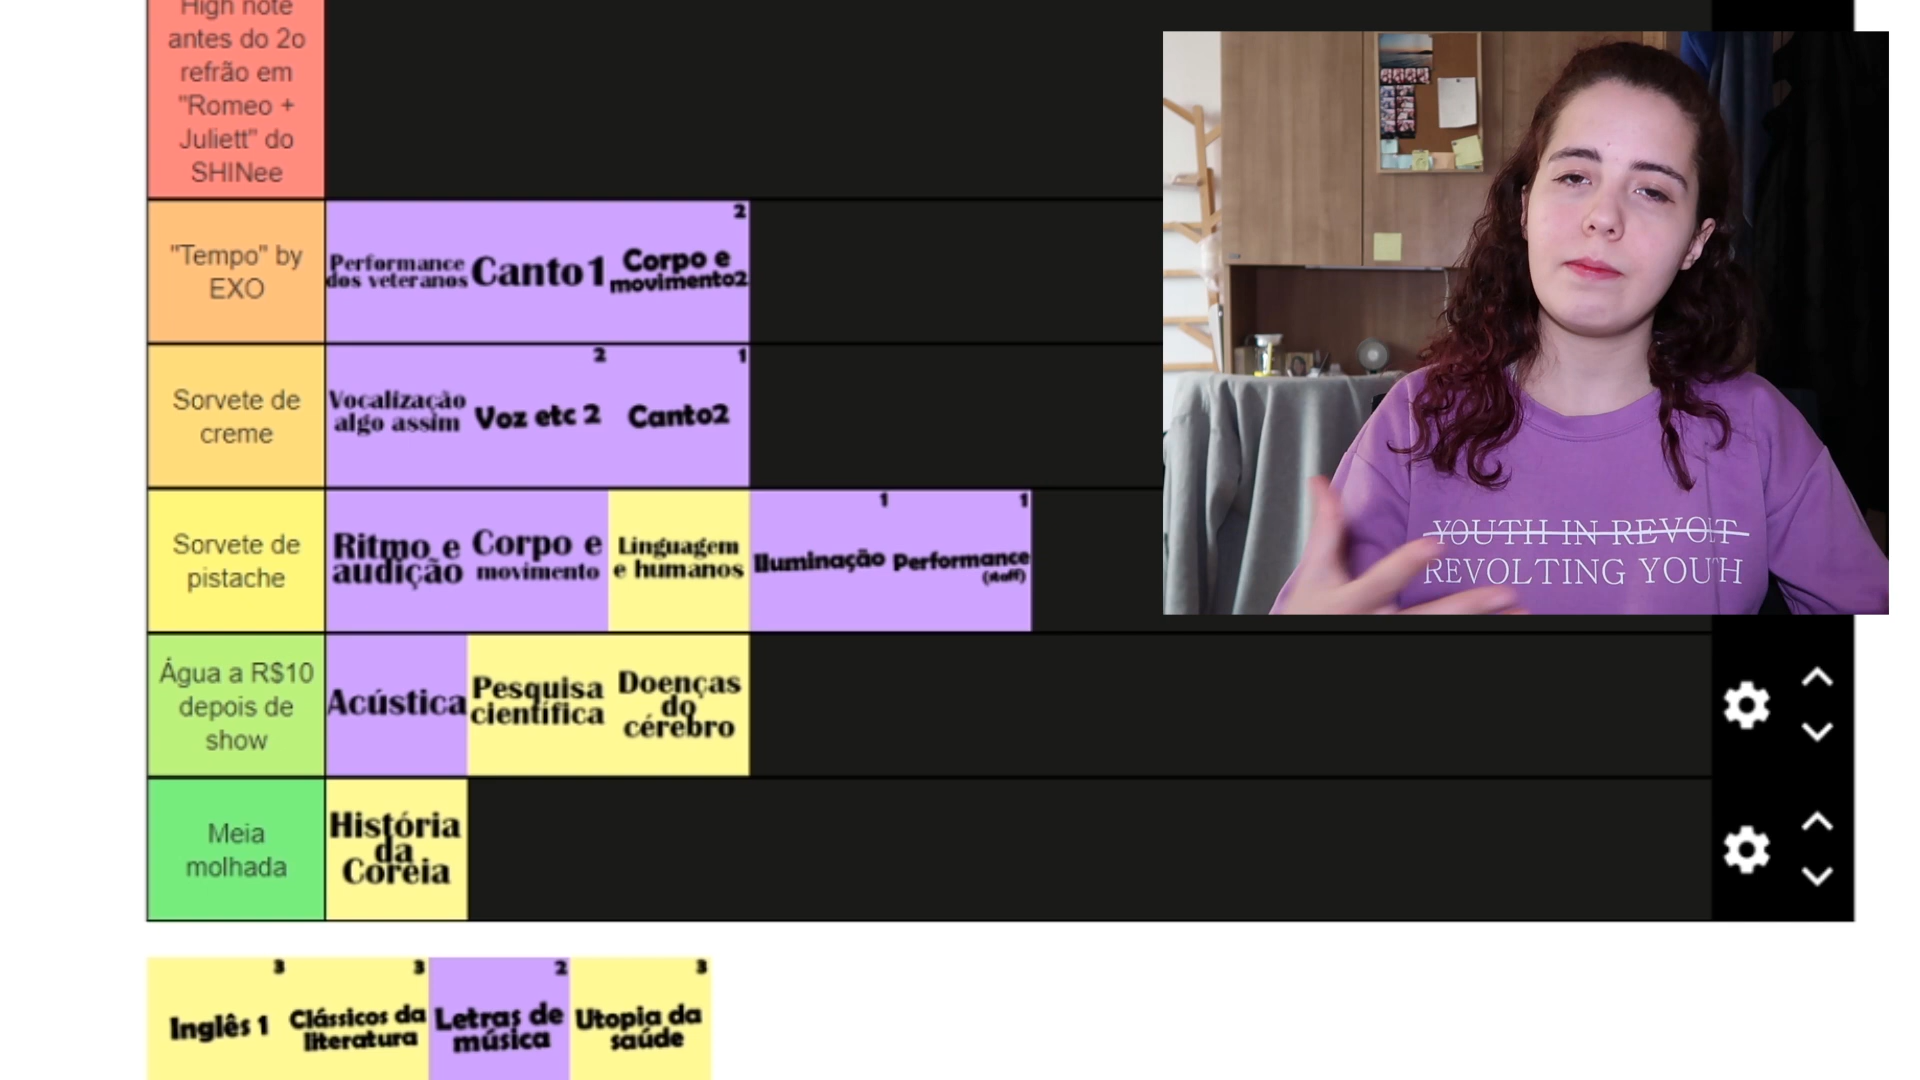 High note
antes do 2o
refrão em
"Romeo +
Juliett" do
SHINee
"Tempo" by
EXO
Performance
dos veteranos
Canto 1
2
Corpo e
movimento2
Sorvete de
creme
Vocalização
algo assim
2
Voz etc 2
1
Canto2
Sorvete de
pistache
Ritmo e
audição
Corpo e
movimento
Linguagem
e humanos
1
Iluminação
1
Performance
(staff)
Água a R$10
depois de
show
Acústica
Pesquisa
científica
Doenças
do
cérebro
Meia
molhada
História
da
Coreia
3
Inglês 1
3
Clássicos da
literatura
2
Letras de
música
3
Utopia da
saúde
YOUTH IN REVOLT
REVOLTING YOUTH